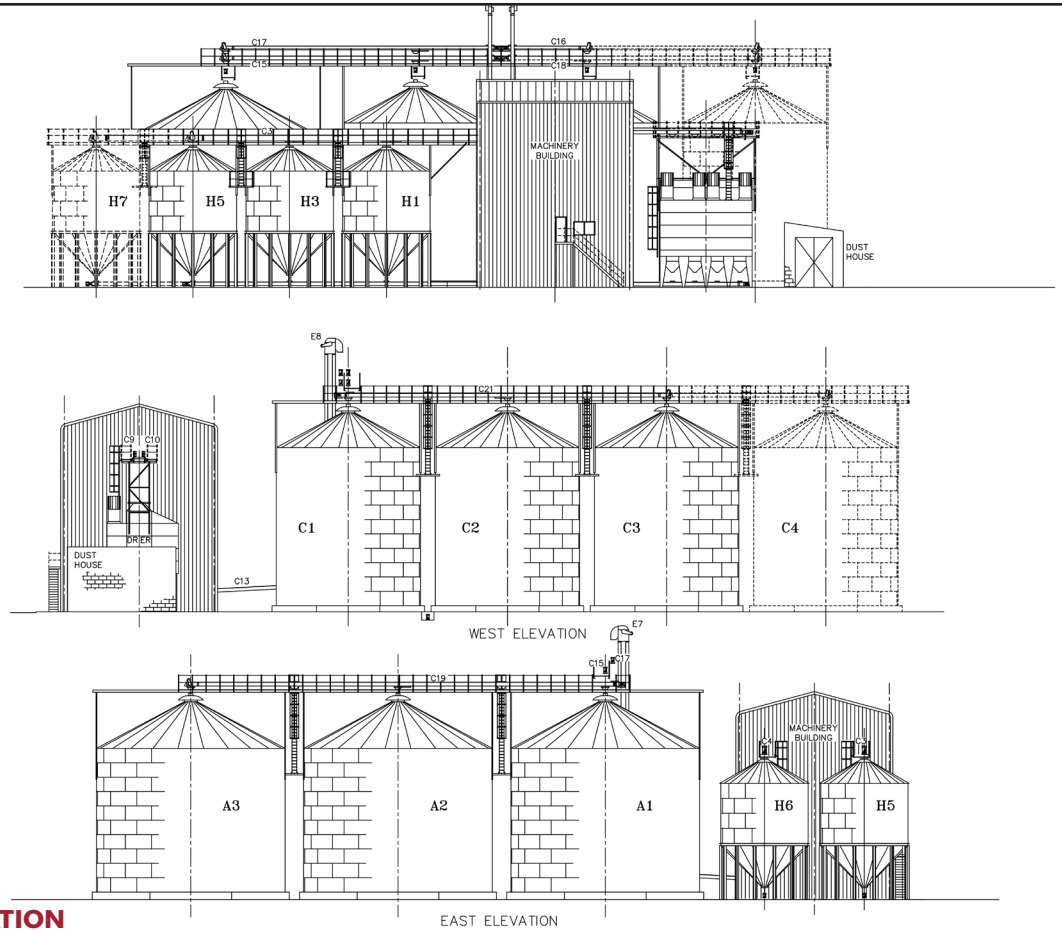 C17
C16
C15
C18
C3
MACHINERY
BUILDING
H7
H5
H3
H1
DUST
HOUSE
E8
C21
C9
C10
C1
C2
C3
C4
DRIER
DUST
HOUSE
C13
WEST ELEVATION
E7
C15
C17
C19
MACHINERY
BUILDING
C4
C3
A3
A2
A1
H6
H5
TION
EAST ELEVATION